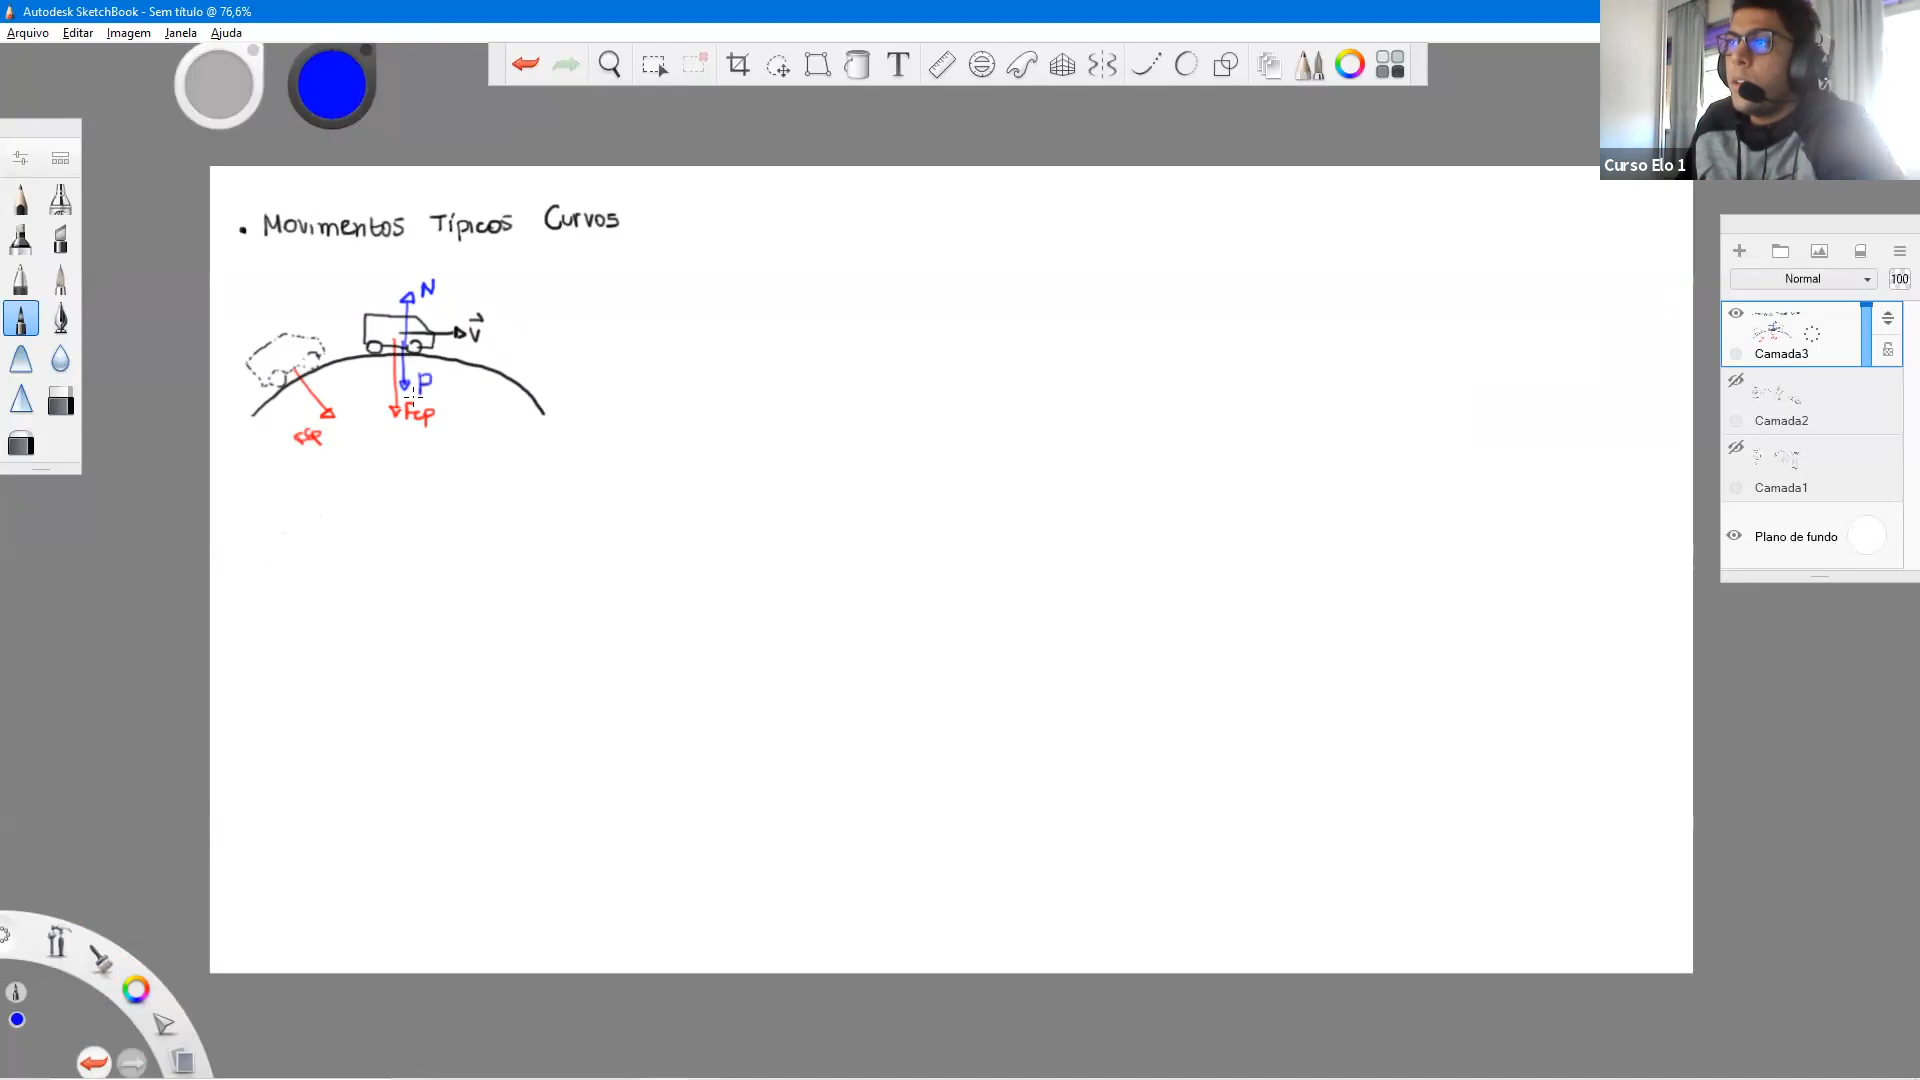 Autodesk SketchBook - Sem título @ 76,6%
Arquivo Editar Imagem Janela Ajuda
T
Curso Elo 1
• Movimentos Típicos Curvos
N
V
P
Fcp
Fcp
Normal 100
Camada3
Camada2
Camada1
Plano de fundo